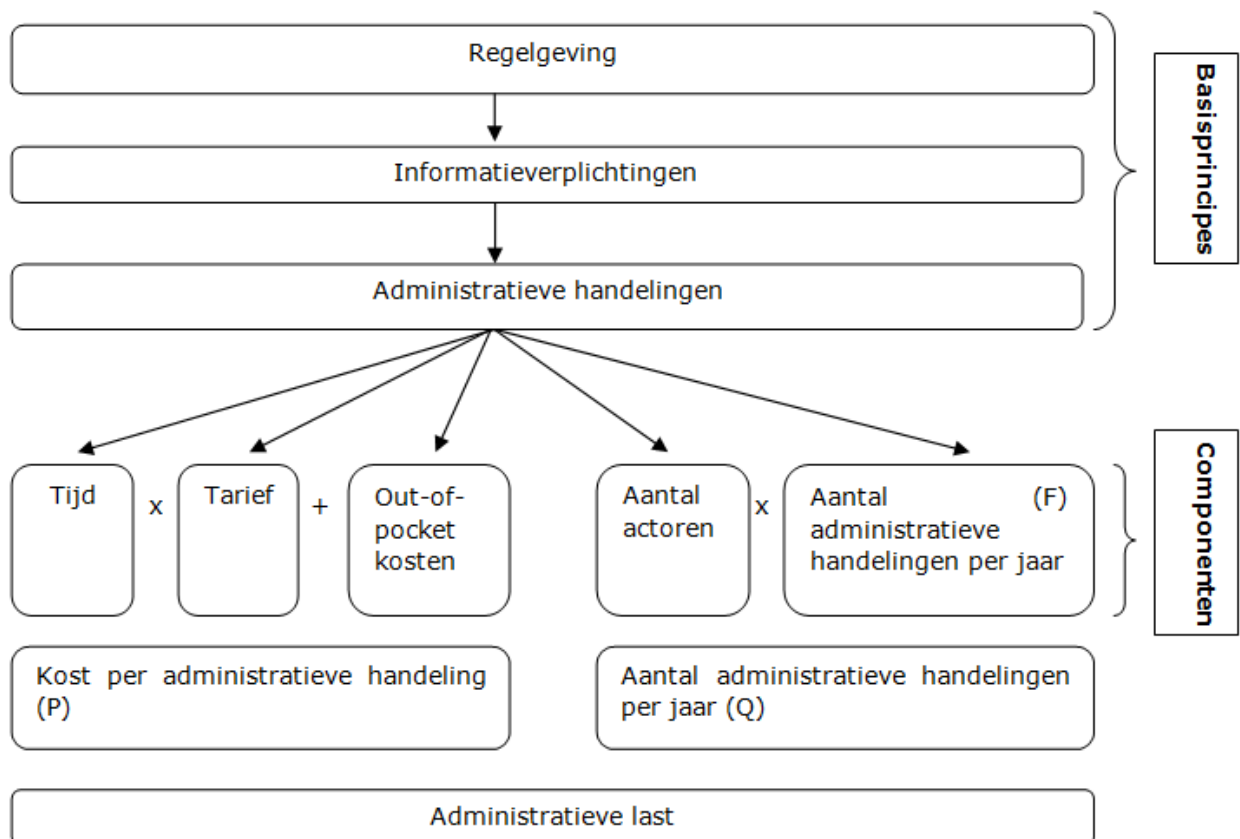 Regelgeving
Basisprincipes
Informatieverplichtingen
Administratieve handelingen
Tijd
x
Tarief
+
Out-of-
pocket
kosten
Aantal
actoren
x
Aantal (F)
administratieve
handelingen per jaar
Componenten
Kost per administratieve handeling
(P)
Aantal administratieve handelingen
per jaar (Q)
Administratieve last